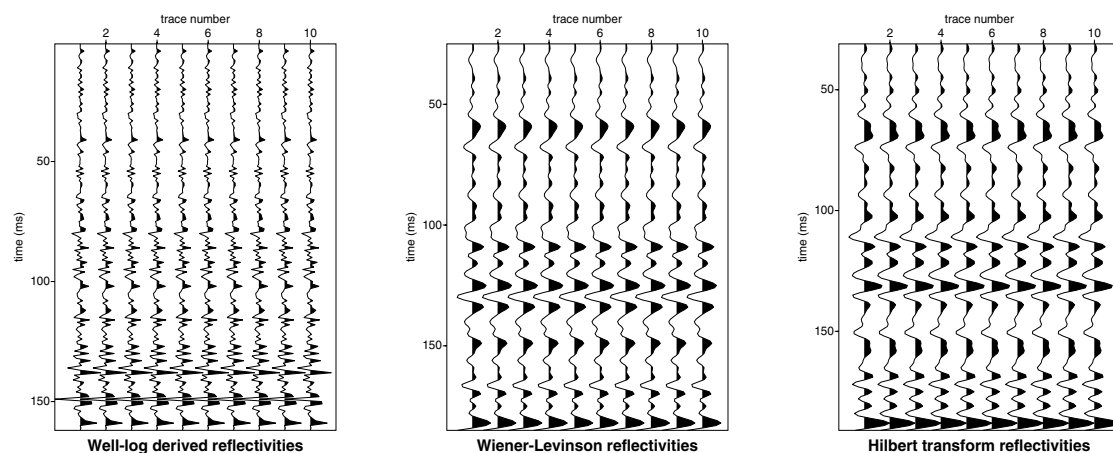 trace number
2 4 6 8 10
50
100
150
time (ms)
Well-log derived reflectivities
trace number
2 4 6 8 10
50
100
150
time (ms)
Wiener-Levinson reflectivities
trace number
2 4 6 8 10
50
100
150
time (ms)
Hilbert transform reflectivities